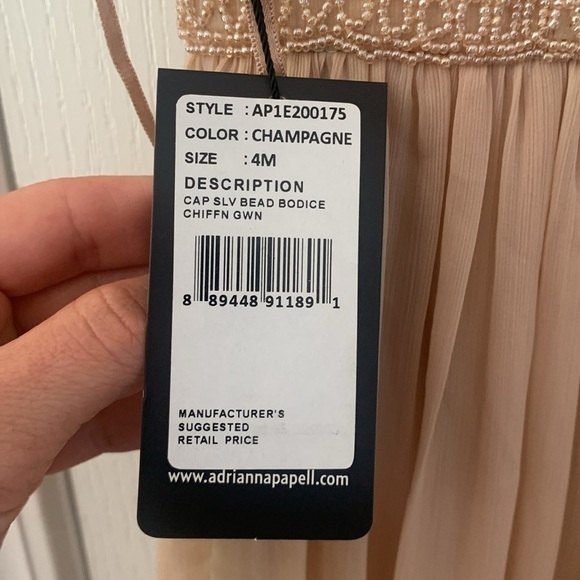 STYLE : AP1E200175
COLOR : CHAMPAGNE
SIZE : 4M
DESCRIPTION
CAP SLV BEAD BODICE
CHIFFN GWN
8 89448 91189 1
MANUFACTURER'S
SUGGESTED
RETAIL PRICE
www.adriannapapell.com